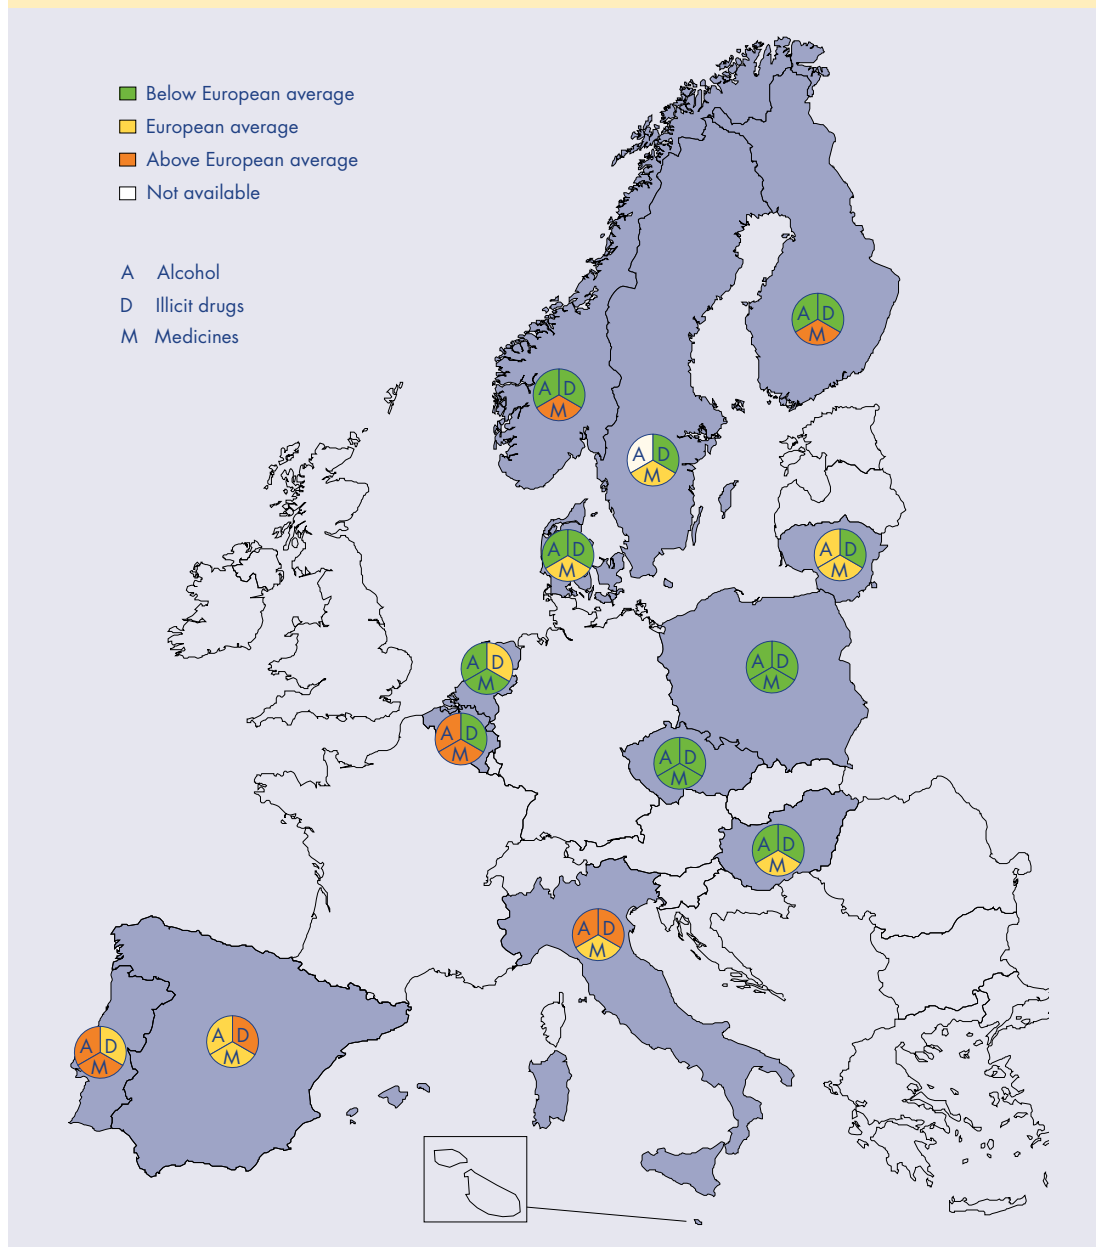 Below European average
European average
Above European average
Not available
A Alcohol
D Illicit drugs
M Medicines
A D
M
A D
M
A D
M
A D
M
A D
M
A D
M
A D
M
A D
M
A D
M
A D
M
A D
M
A D
M
A D
M